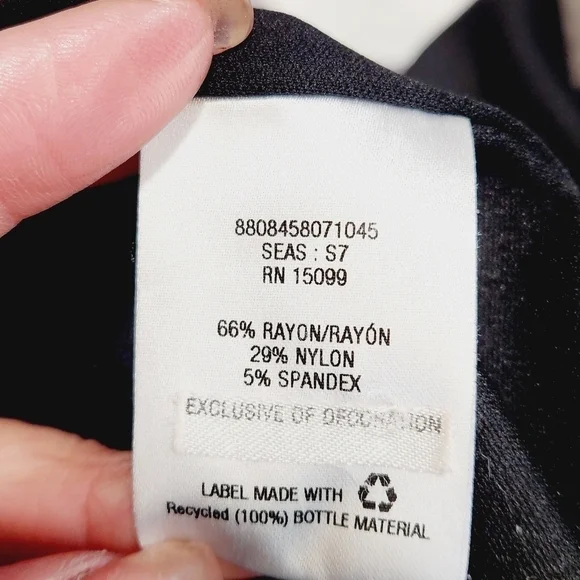 8808458071045
SEAS : S7
RN 15099
66% RAYON/RAYÓN
29% NYLON
5% SPANDEX
EXCLUSIVE OF DECORATION
LABEL MADE WITH
Recycled (100%) BOTTLE MATERIAL